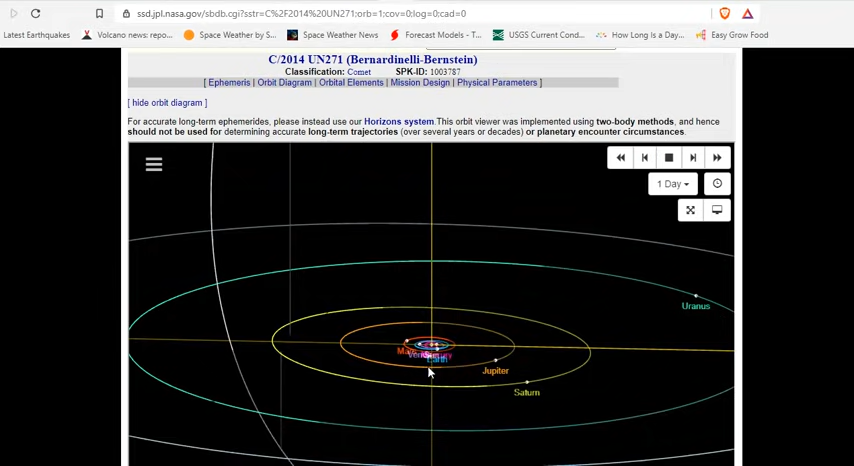 ssd.jpl.nasa.gov/sbdb.cgi?sstr=C%2F2014%20UN271;orb=1;cov=0;log=0;cad=0
Latest Earthquakes Volcano news: repo... Space Weather by S... Space Weather News Forecast Models - T... USGS Current Cond... How Long Is a Day... Easy Grow Food
C/2014 UN271 (Bernardinelli-Bernstein)
Classification: Comet SPK-ID: 1003787
[ Ephemeris | Orbit Diagram | Orbital Elements | Mission Design | Physical Parameters ]
[ hide orbit diagram ]
For accurate long-term ephemerides, please instead use our Horizons system.This orbit viewer was implemented using two-body methods, and hence
should not be used for determining accurate long-term trajectories (over several years or decades) or planetary encounter circumstances.
1 Day
Uranus
Jupiter
Saturn